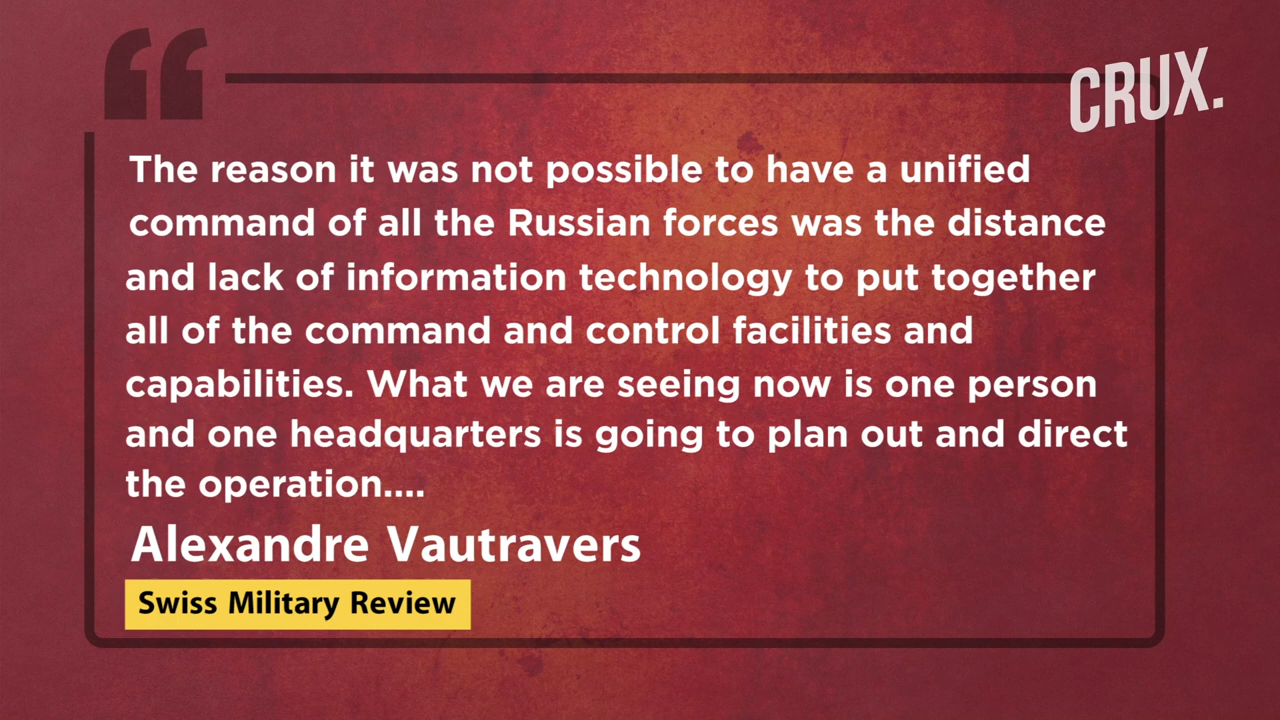 CRUX.
“
The reason it was not possible to have a unified
command of all the Russian forces was the distance
and lack of information technology to put together
all of the command and control facilities and
capabilities. What we are seeing now is one person
and one headquarters is going to plan out and direct
the operation....
Alexandre Vautravers
Swiss Military Review